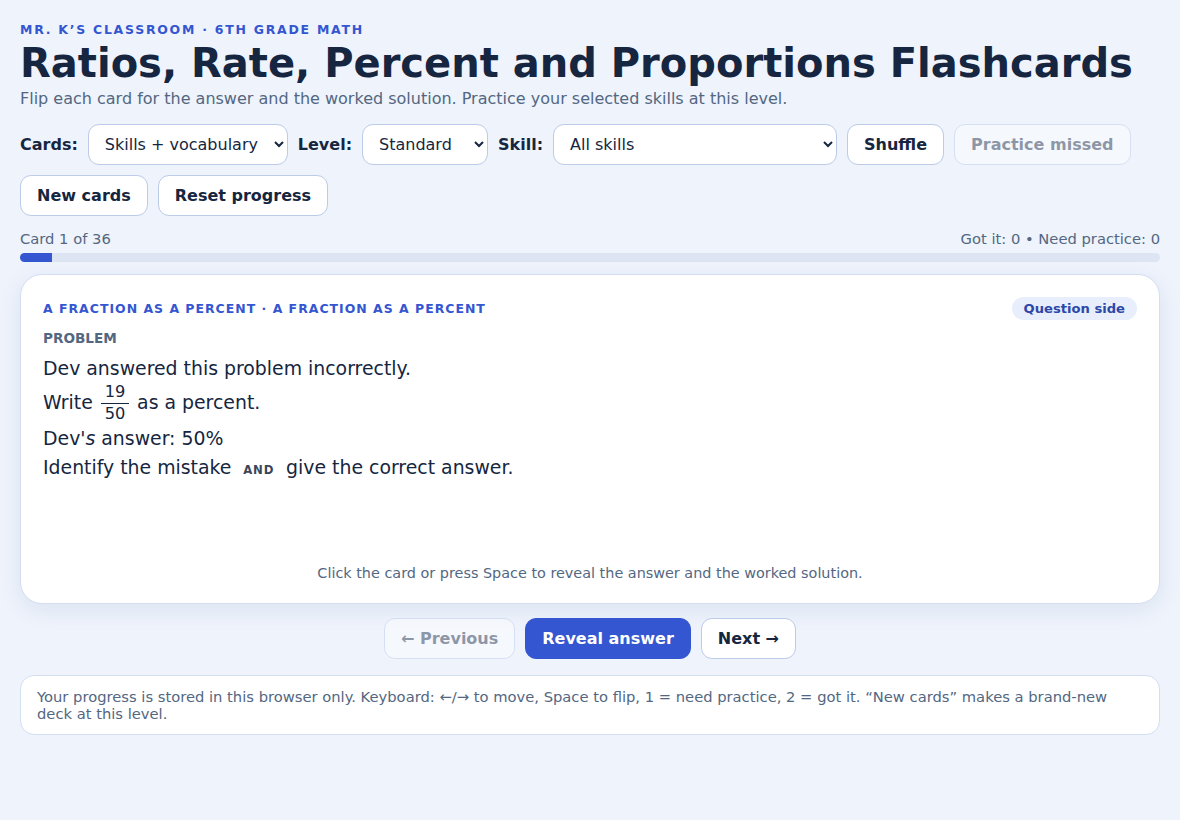 MR. K'S CLASSROOM · 6TH GRADE MATH
Ratios, Rate, Percent and Proportions Flashcards
Flip each card for the answer and the worked solution. Practice your selected skills at this level.
Cards: Skills + vocabulary Level: Standard Skill: All skills Shuffle Practice missed
New cards Reset progress
Card 1 of 36 Got it: 0 • Need practice: 0
A FRACTION AS A PERCENT · A FRACTION AS A PERCENT Question side
PROBLEM
Dev answered this problem incorrectly.
Write 19/50 as a percent.
Dev's answer: 50%
Identify the mistake AND give the correct answer.
Click the card or press Space to reveal the answer and the worked solution.
← Previous Reveal answer Next →
Your progress is stored in this browser only. Keyboard: ←/→ to move, Space to flip, 1 = need practice, 2 = got it. “New cards” makes a brand-new
deck at this level.